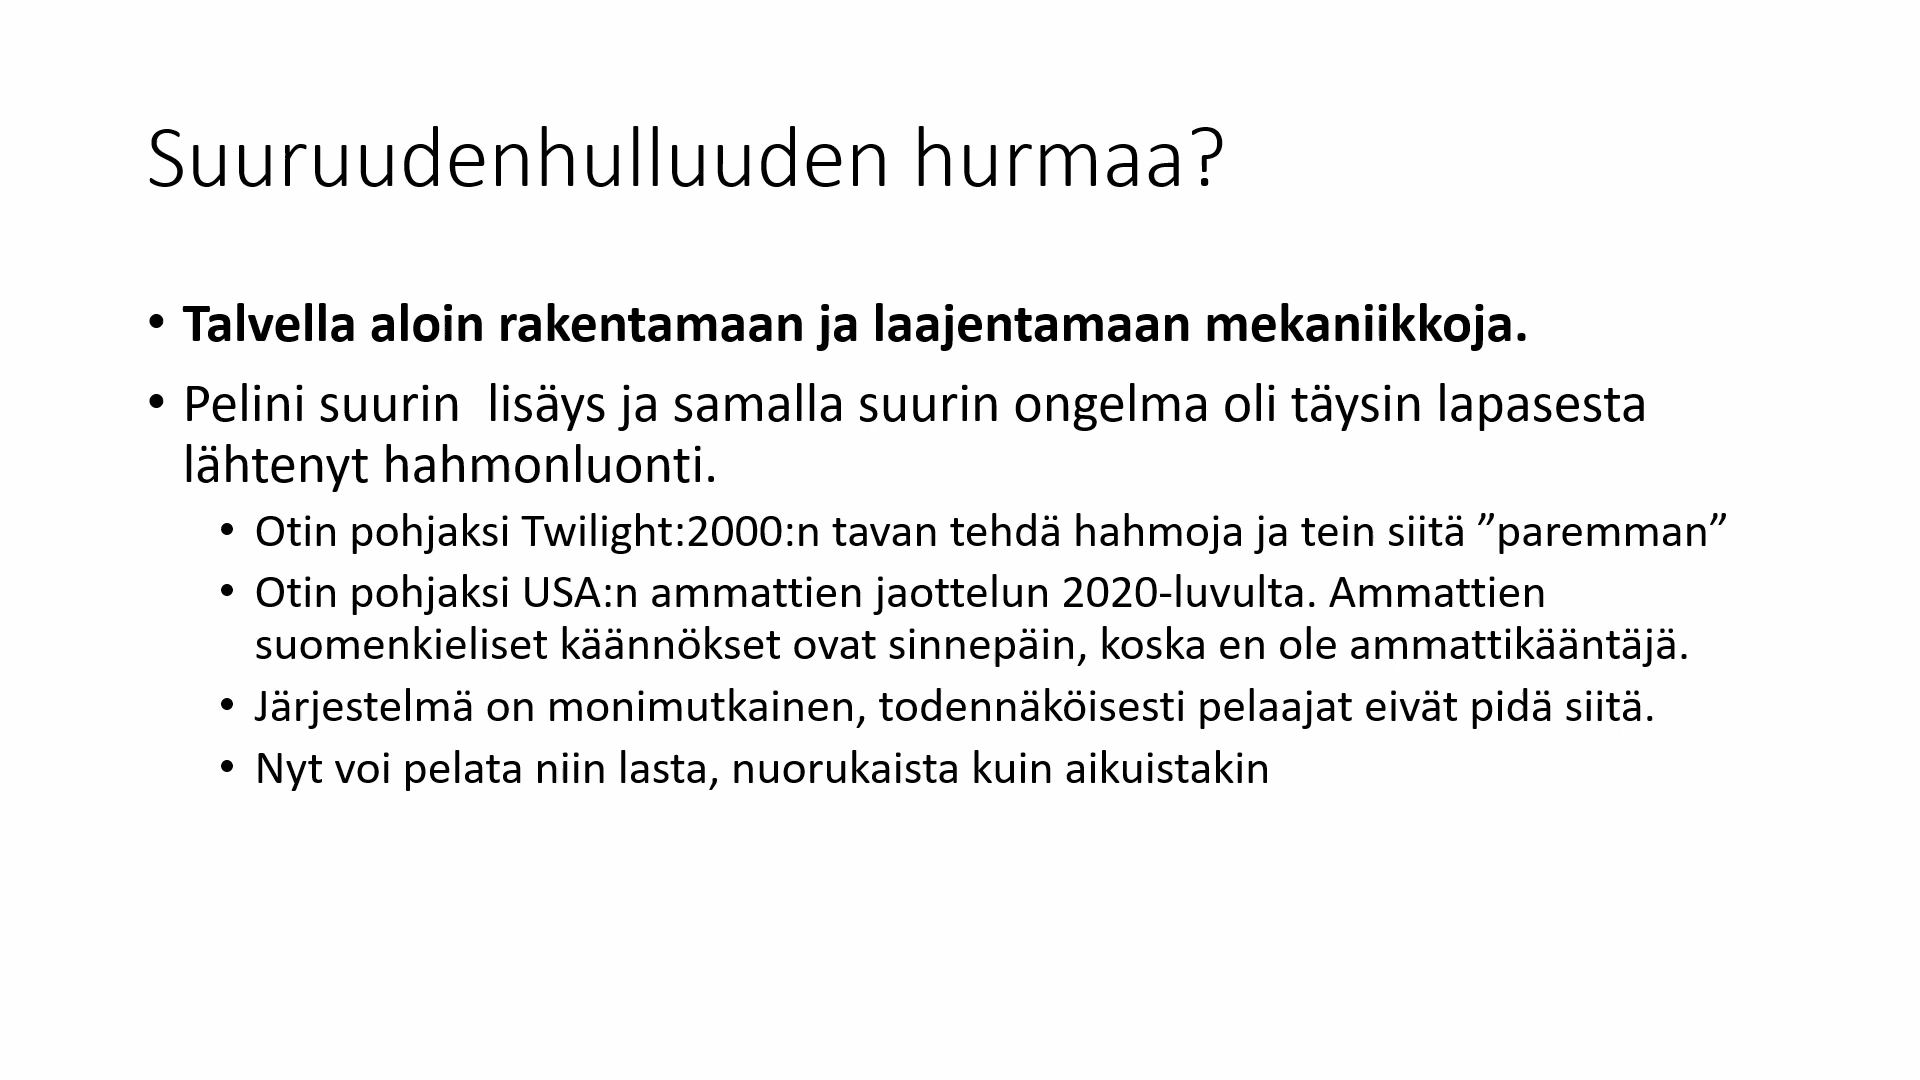 Suuruudenhulluuden hurmaa?
• Talvella aloin rakentamaan ja laajentamaan mekaniikkoja.
• Pelini suurin  lisäys ja samalla suurin ongelma oli täysin lapasesta
lähtenyt hahmonluonti.
• Otin pohjaksi Twilight:2000:n tavan tehdä hahmoja ja tein siitä ”paremman”
• Otin pohjaksi USA:n ammattien jaottelun 2020-luvulta. Ammattien
suomenkieliset käännökset ovat sinnepäin, koska en ole ammattikääntäjä.
• Järjestelmä on monimutkainen, todennäköisesti pelaajat eivät pidä siitä.
• Nyt voi pelata niin lasta, nuorukaista kuin aikuistakin